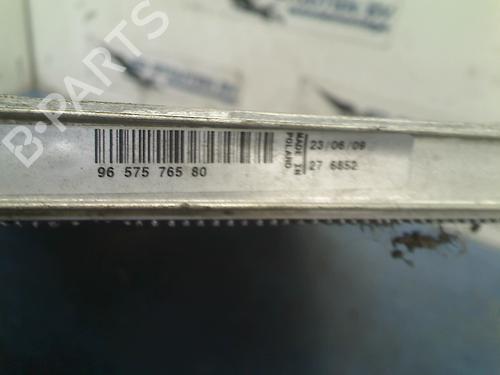 B-PARTS
96 575 765 80
MADE IN
POLAND
23/06/09
27 6852